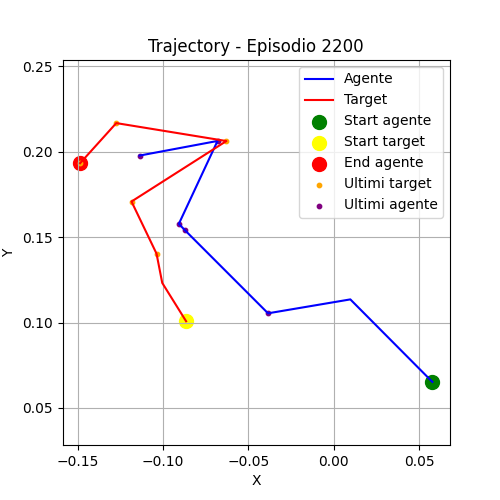 Trajectory - Episodio 2200
0.25
0.20
0.15
0.10
0.05
Y
−0.15
−0.10
−0.05
0.00
0.05
X
Agente
Target
Start agente
Start target
End agente
Ultimi target
Ultimi agente